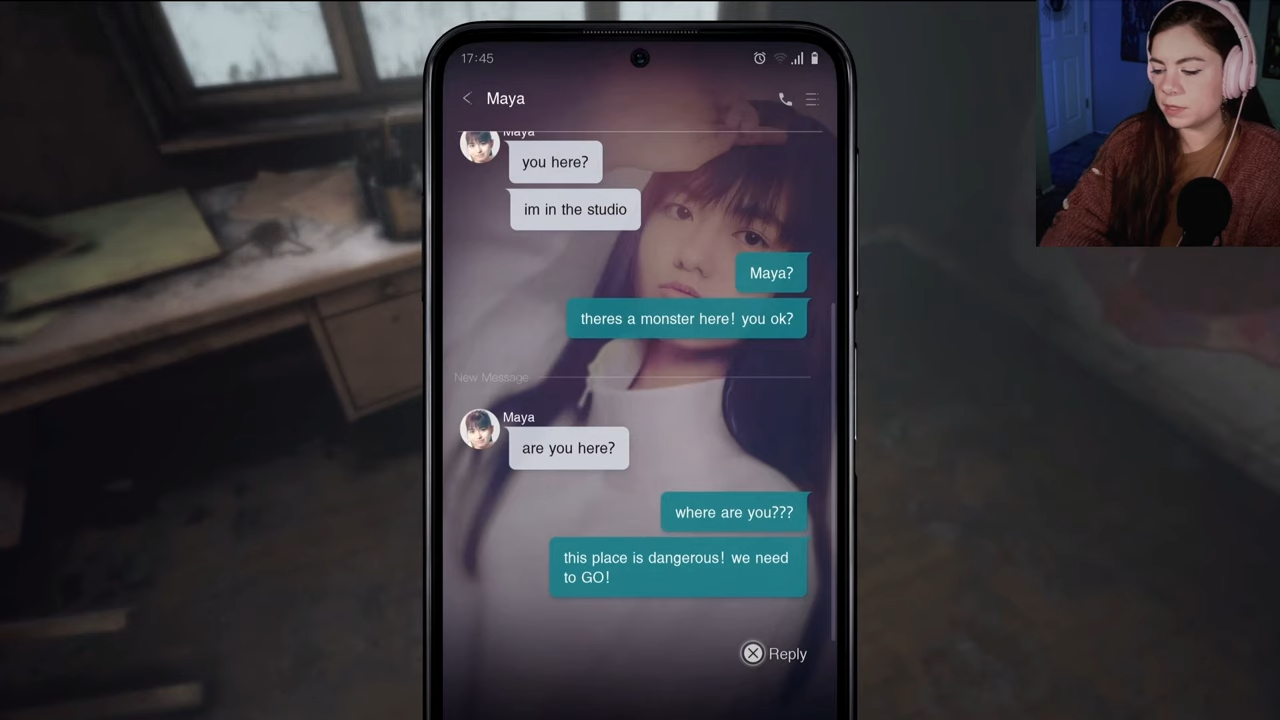 17:45
Maya
Maya
you here?
im in the studio
Maya?
theres a monster here! you ok?
New Message
Maya
are you here?
where are you???
this place is dangerous! we need
to GO!
Reply